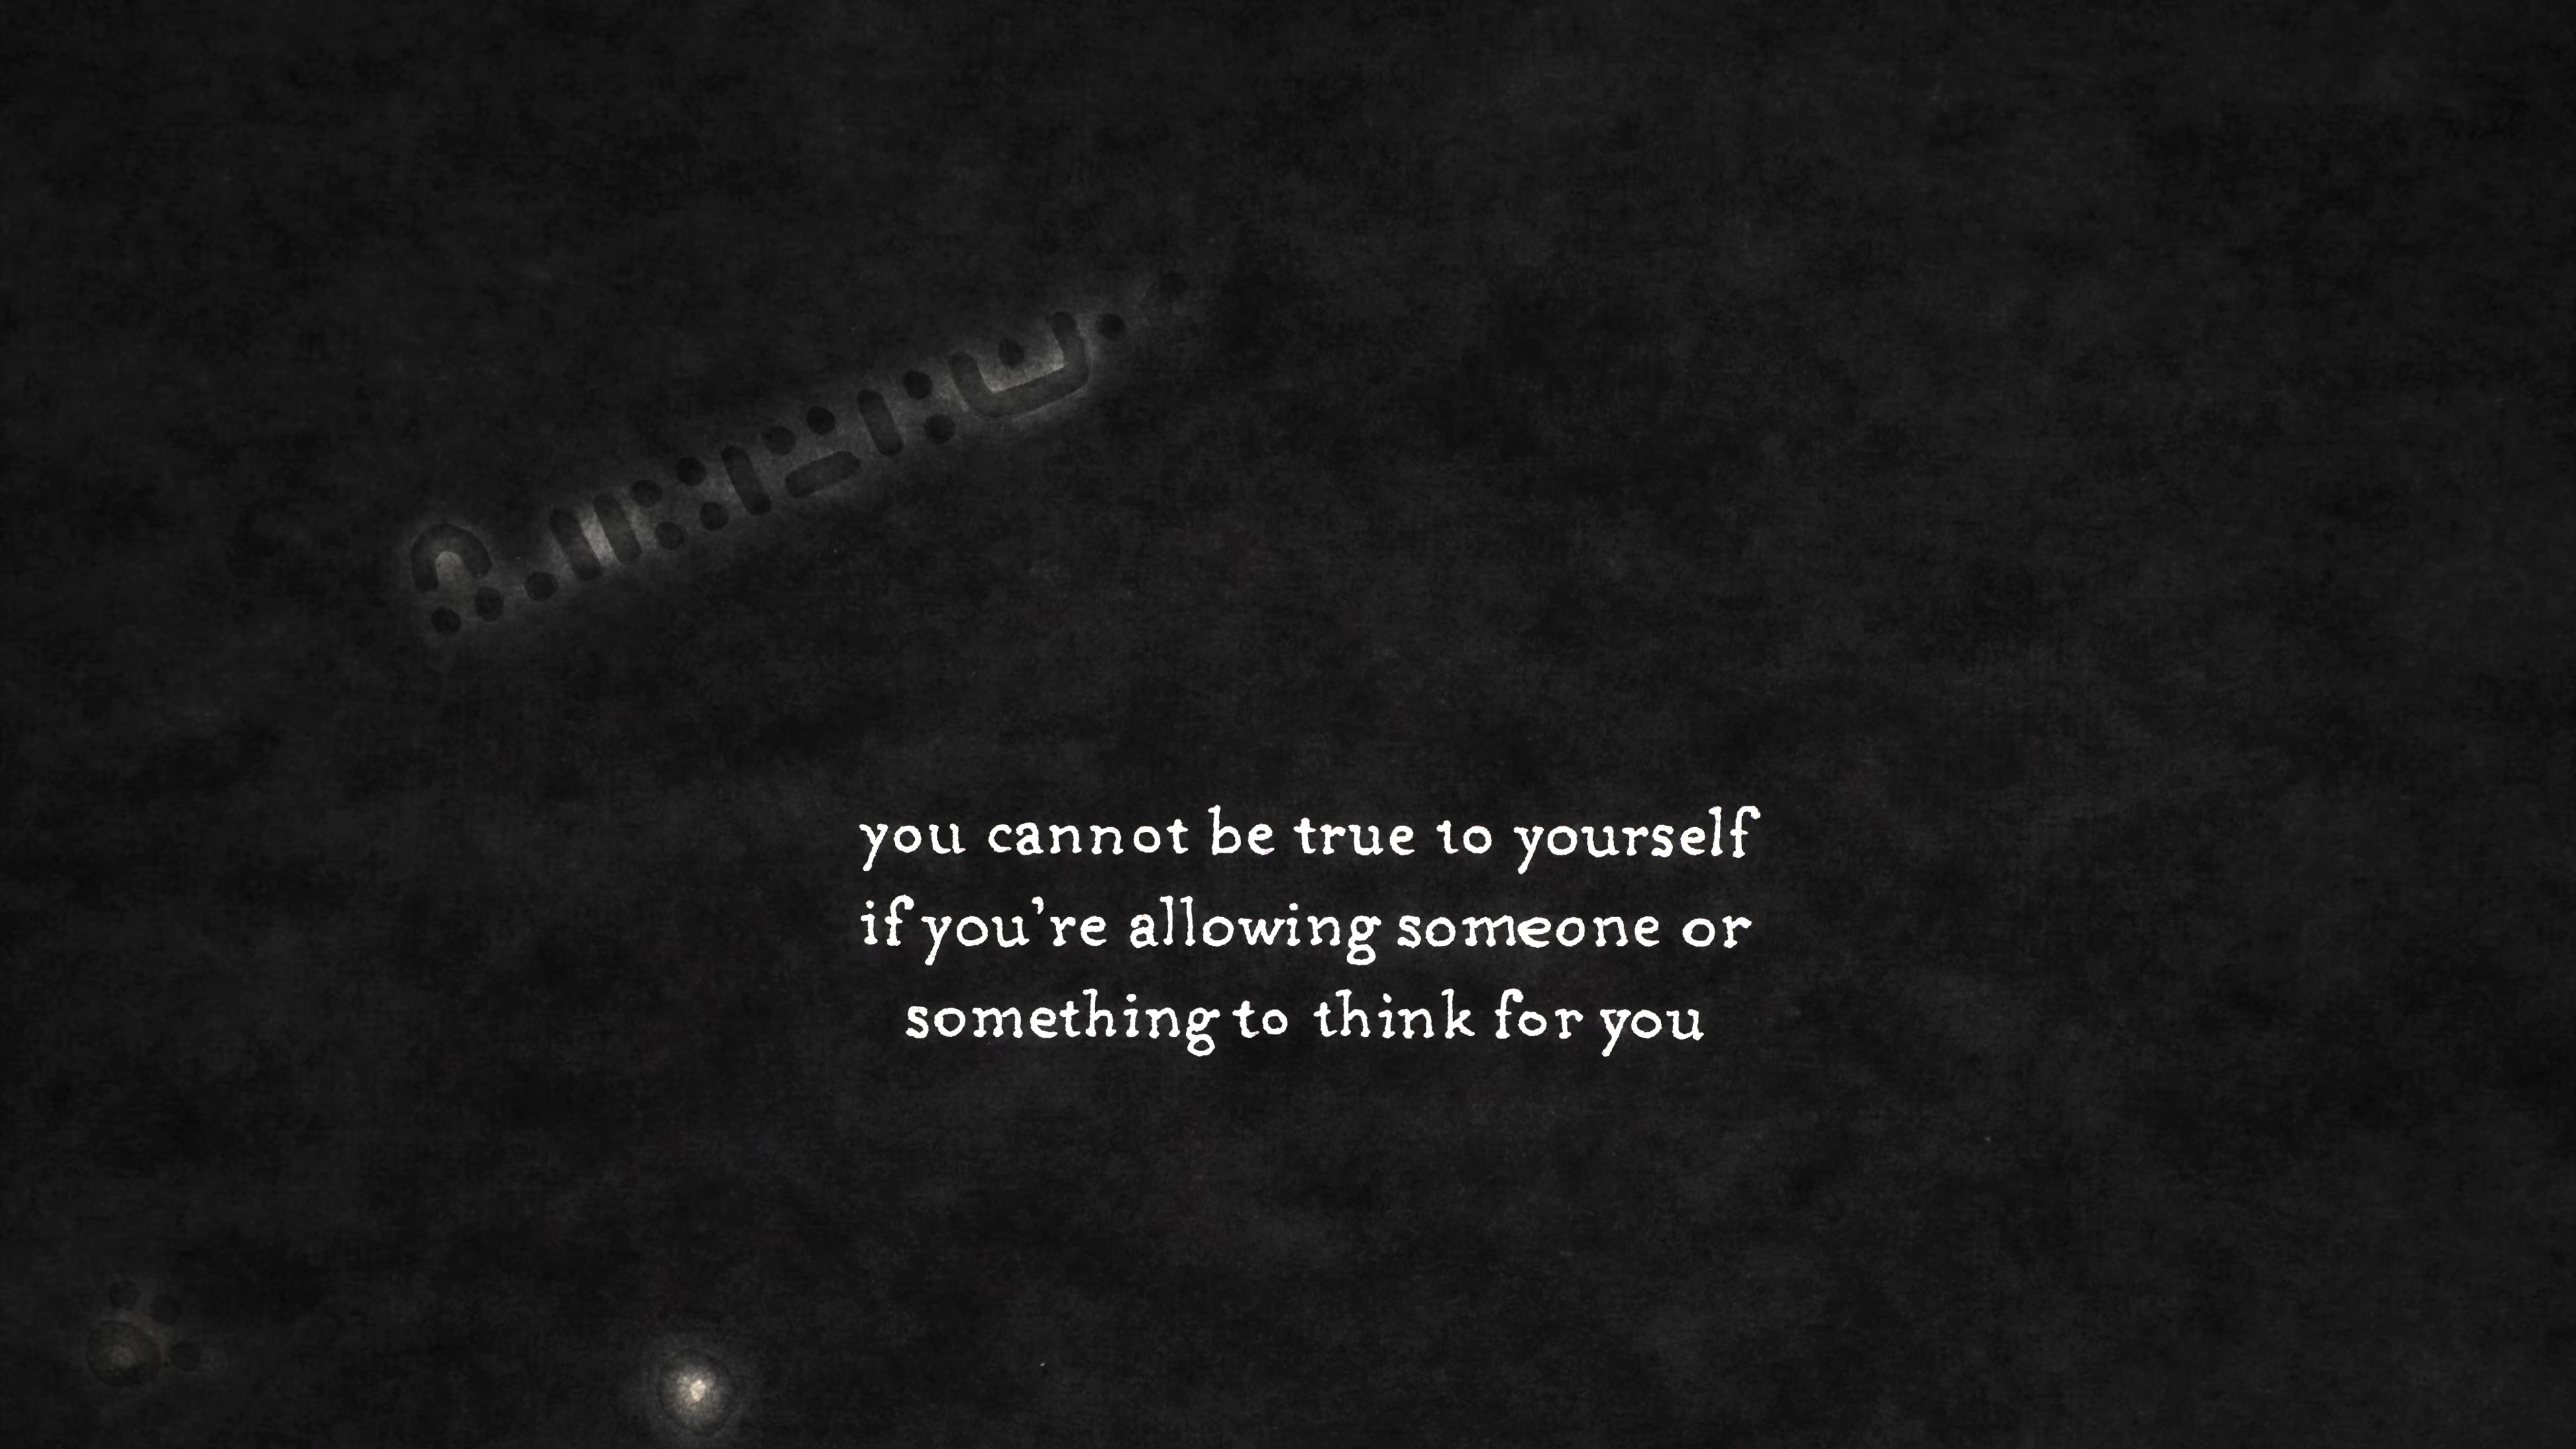 you cannot be true to yourself
if you're allowing someone or
something to think for you